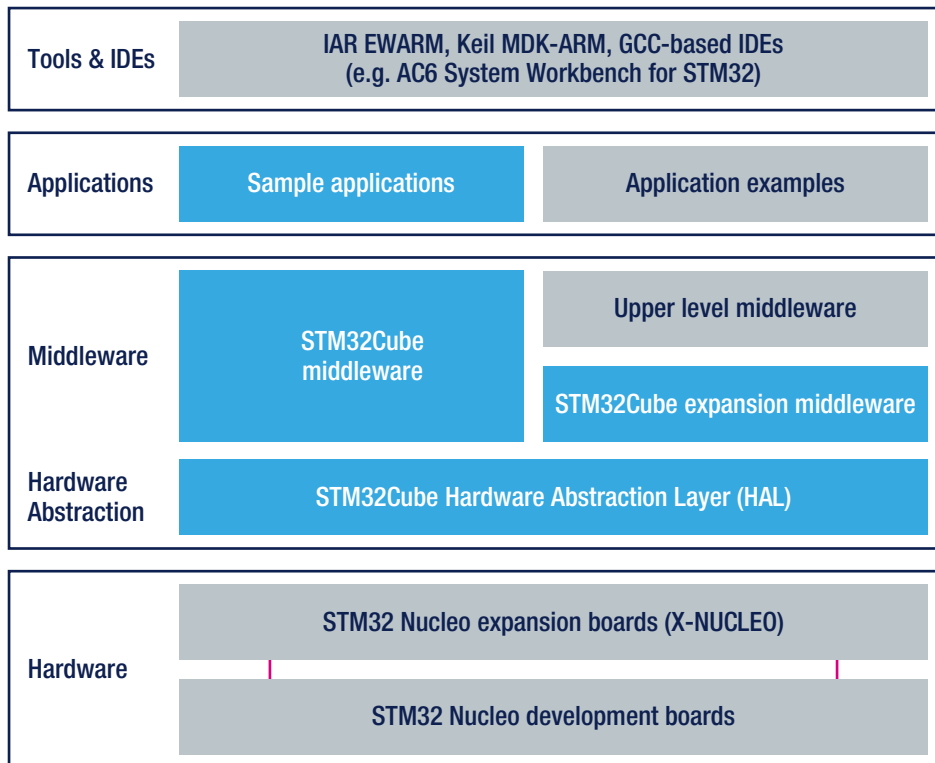 Tools & IDEs
IAR EWARM, Keil MDK-ARM, GCC-based IDEs
(e.g. AC6 System Workbench for STM32)
Applications
Sample applications
Application examples
Middleware
STM32Cube
middleware
Upper level middleware
STM32Cube expansion middleware
Hardware
Abstraction
STM32Cube Hardware Abstraction Layer (HAL)
Hardware
STM32 Nucleo expansion boards (X-NUCLEO)
STM32 Nucleo development boards